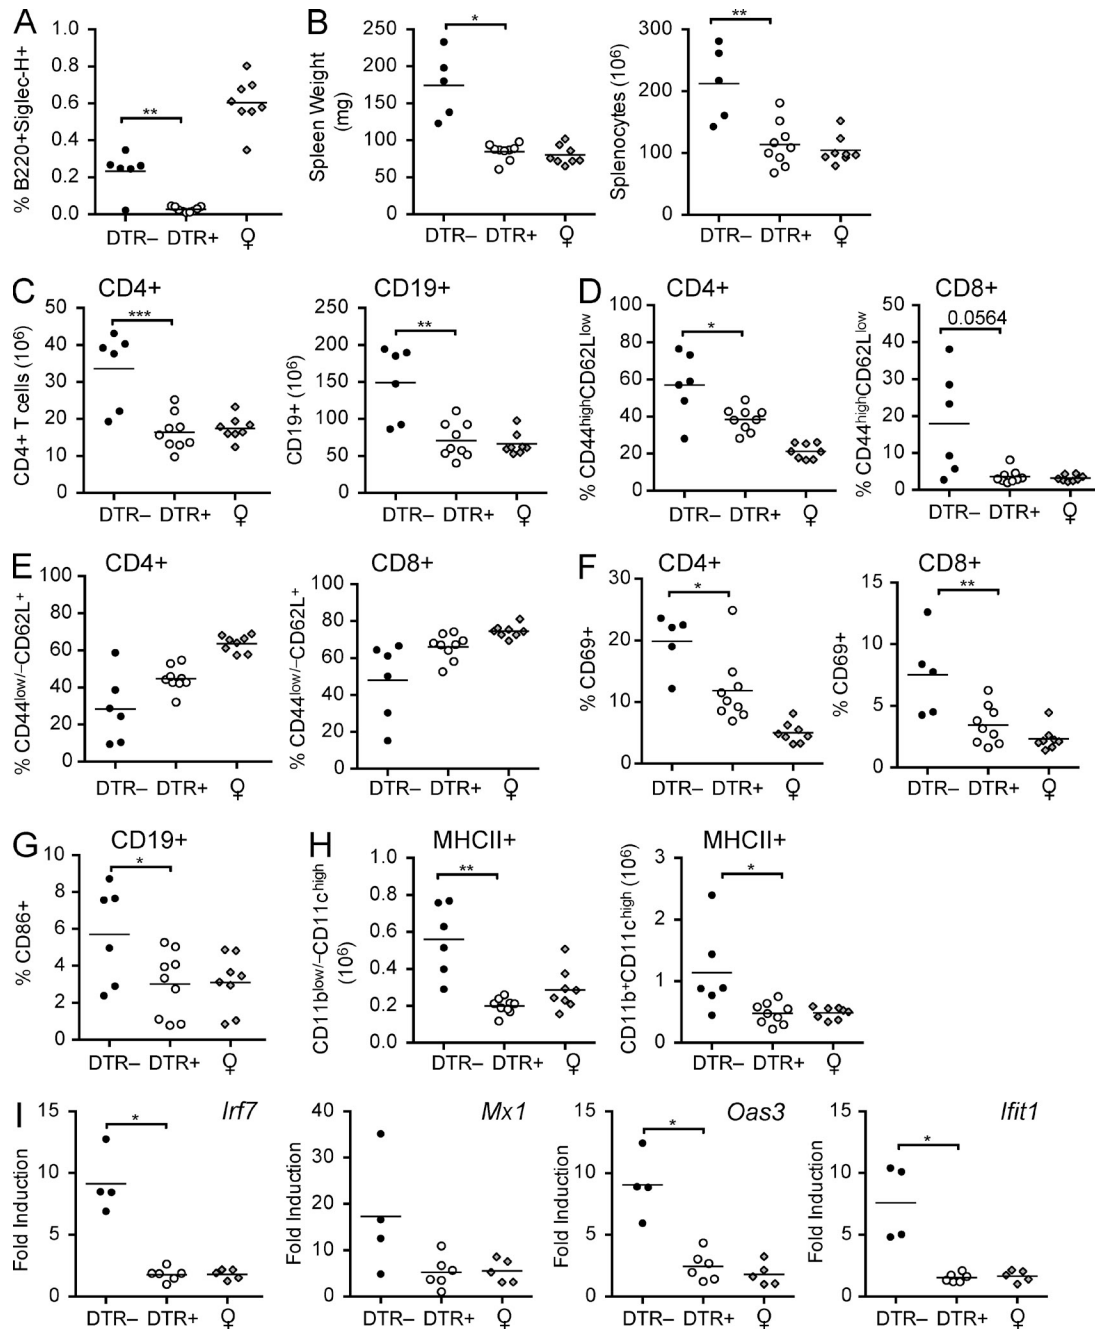 A
% B220+Siglec-H+
1.0
0.8
0.6
0.4
0.2
0.0
**
DTR– DTR+ ♀
B
Spleen Weight
(mg)
250
200
150
100
50
0
*
DTR– DTR+ ♀
Splenocytes (10⁶)
300
200
100
0
**
DTR– DTR+ ♀
C
CD4+
CD4+ T cells (10⁶)
50
40
30
20
10
0
***
DTR– DTR+ ♀
CD19+
CD19+ (10⁶)
250
200
150
100
50
0
**
DTR– DTR+ ♀
D
CD4+
% CD44highCD62Llow
80
60
40
20
0
*
DTR– DTR+ ♀
CD8+
% CD44highCD62Llow
50
40
30
20
10
0
0.0564
DTR– DTR+ ♀
E
CD4+
% CD44low/–CD62L+
100
80
60
40
20
0
DTR– DTR+ ♀
CD8+
% CD44low/–CD62L+
100
80
60
40
20
0
DTR– DTR+ ♀
F
CD4+
% CD69+
30
20
10
0
*
DTR– DTR+ ♀
CD8+
% CD69+
15
10
5
0
**
DTR– DTR+ ♀
G
CD19+
% CD86+
10
8
6
4
2
0
*
DTR– DTR+ ♀
H
MHCII+
CD11blow/–CD11chigh
(10⁶)
1.0
0.8
0.6
0.4
0.2
0.0
**
DTR– DTR+ ♀
MHCII+
CD11b+CD11chigh (10⁶)
3
2
1
0
*
DTR– DTR+ ♀
I
Irf7
Fold Induction
15
10
5
0
*
DTR– DTR+ ♀
Mx1
Fold Induction
40
30
20
10
0
DTR– DTR+ ♀
Oas3
Fold Induction
15
10
5
0
*
DTR– DTR+ ♀
Ifit1
Fold Induction
15
10
5
0
*
DTR– DTR+ ♀